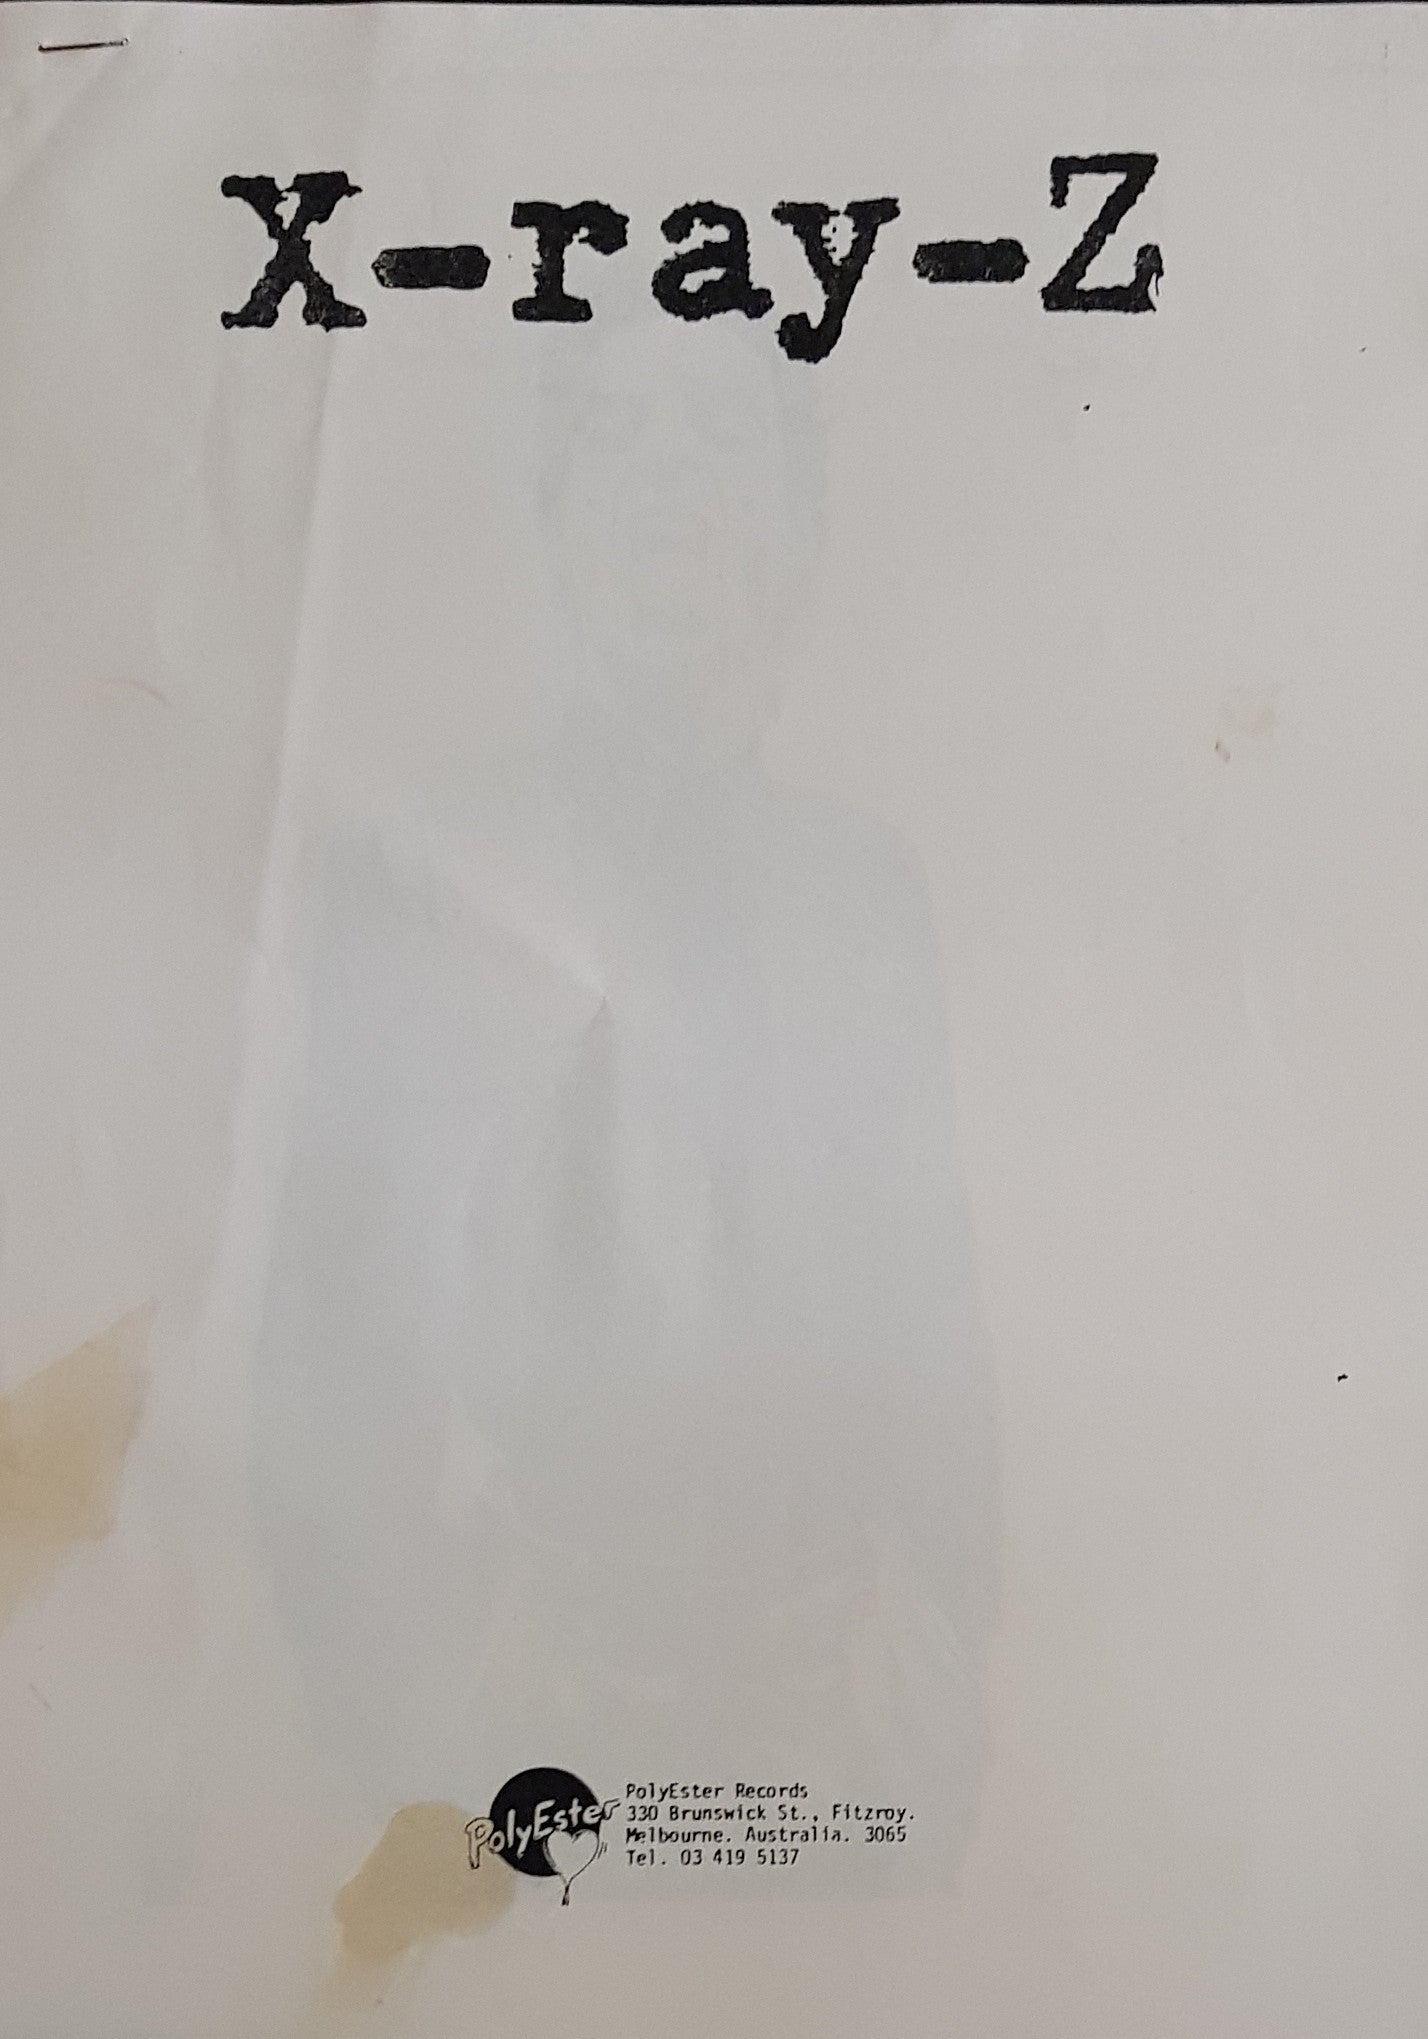 X-ray-Z
PolyEster
PolyEster Records
330 Brunswick St., Fitzroy.
Melbourne. Australia. 3065
Tel. 03 419 5137